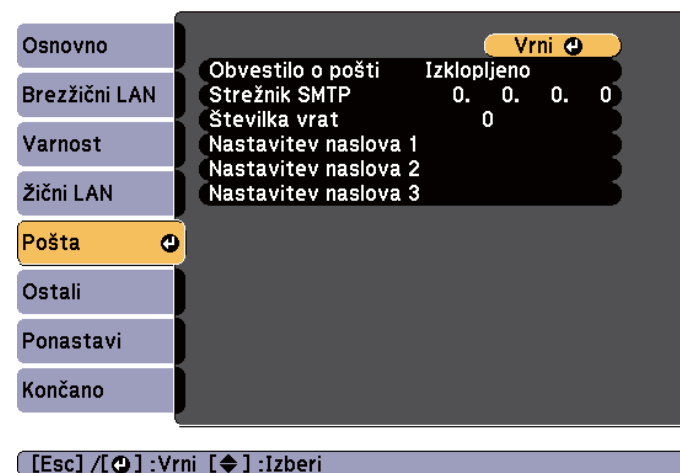 Osnovno
Brezžični LAN
Varnost
Žični LAN
Pošta
Ostali
Ponastavi
Končano
Vrni
Obvestilo o pošti Izklopljeno
Strežnik SMTP 0. 0. 0. 0
Številka vrat 0
Nastavitev naslova 1
Nastavitev naslova 2
Nastavitev naslova 3
[Esc] /[⏎] :Vrni [◆] :Izberi